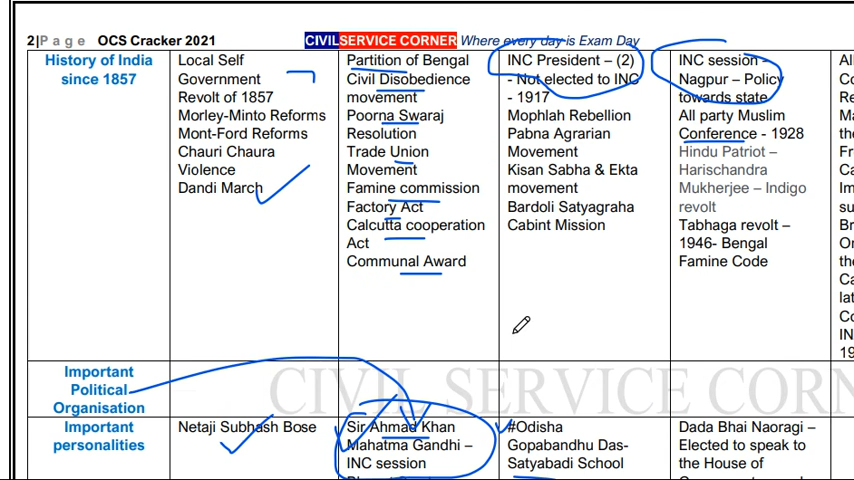 2|P a g e OCS Cracker 2021 CIVIL SERVICE CORNER Where every day is Exam Day
History of India
since 1857
Local Self
Government
Revolt of 1857
Morley-Minto Reforms
Mont-Ford Reforms
Chauri Chaura
Violence
Dandi March
Partition of Bengal
Civil Disobedience
movement
Poorna Swaraj
Resolution
Trade Union
Movement
Famine commission
Factory Act
Calcutta cooperation
Act
Communal Award
INC President – (2)
- Not elected to INC
- 1917
Mophlah Rebellion
Pabna Agrarian
Movement
Kisan Sabha & Ekta
movement
Bardoli Satyagraha
Cabint Mission
INC session -
Nagpur – Policy
towards state
All party Muslim
Conference - 1928
Hindu Patriot –
Harischandra
Mukherjee – Indigo
revolt
Tabhaga revolt –
1946- Bengal
Famine Code
Important
Political
Organisation
CIVIL SERVICE CORN
Important
personalities
Netaji Subhash Bose
Sir Ahmad Khan
Mahatma Gandhi –
INC session
#Odisha
Gopabandhu Das-
Satyabadi School
Dada Bhai Naoragi –
Elected to speak to
the House of